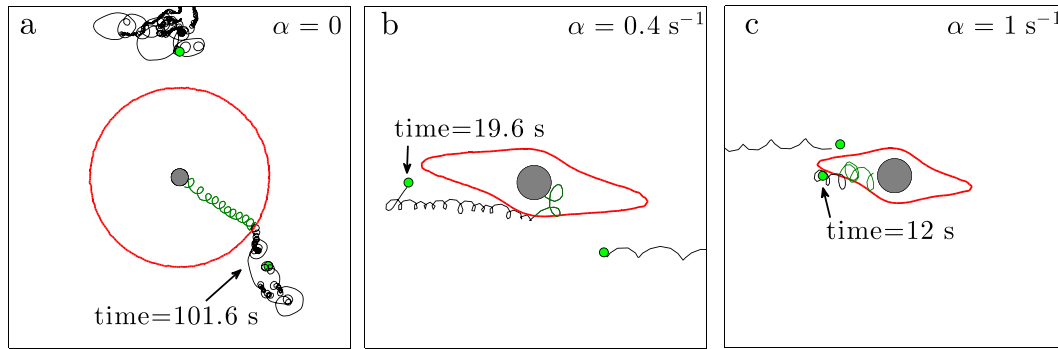 a
α = 0
time=101.6 s
b
α = 0.4 s⁻¹
time=19.6 s
c
α = 1 s⁻¹
time=12 s